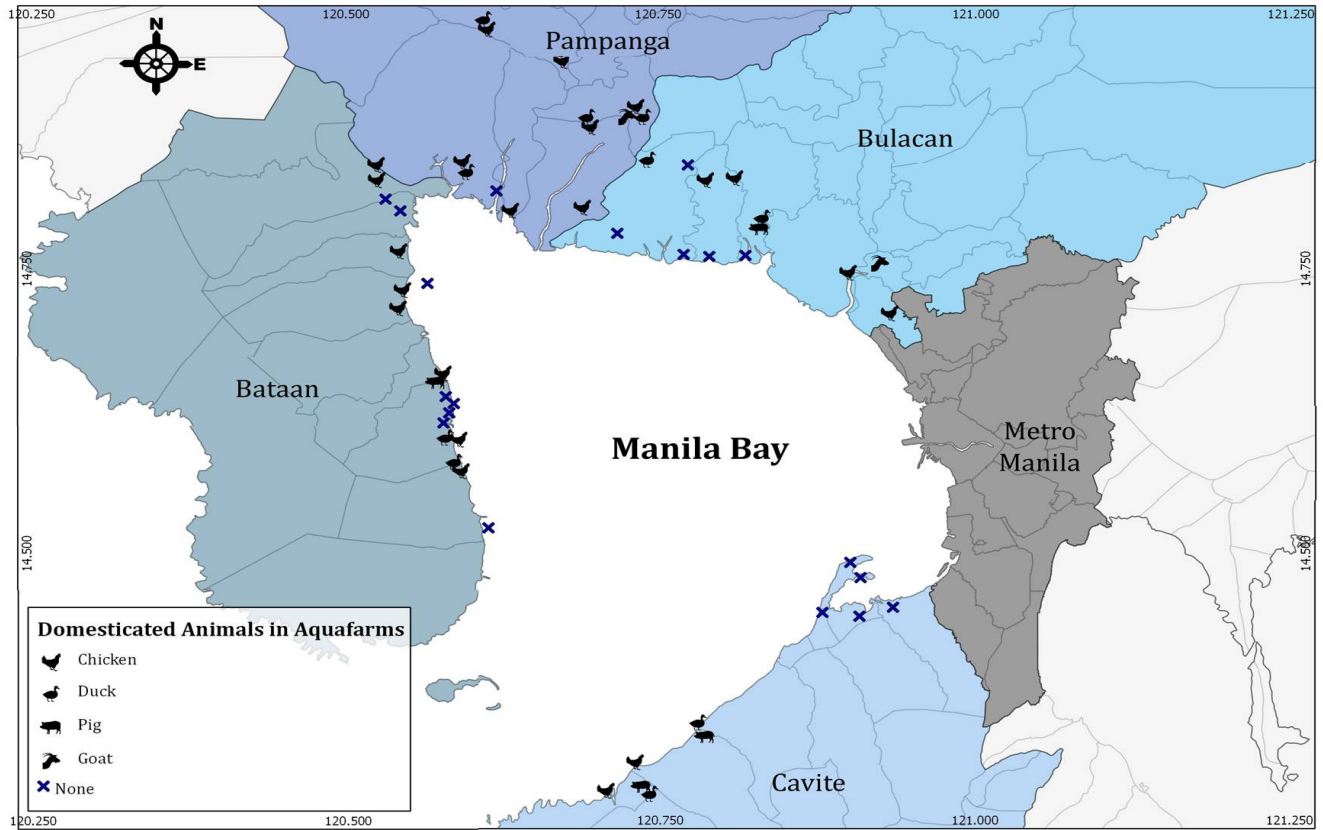 120.250
120.500
120.750
121.000
121.250
N
E
Pampanga
Bulacan
14.750
14.750
Bataan
Manila Bay
Metro
Manila
14.500
14.500
Domesticated Animals in Aquafarms
Chicken
Duck
Pig
Goat
None
Cavite
120.250
120.500
120.750
121.000
121.250